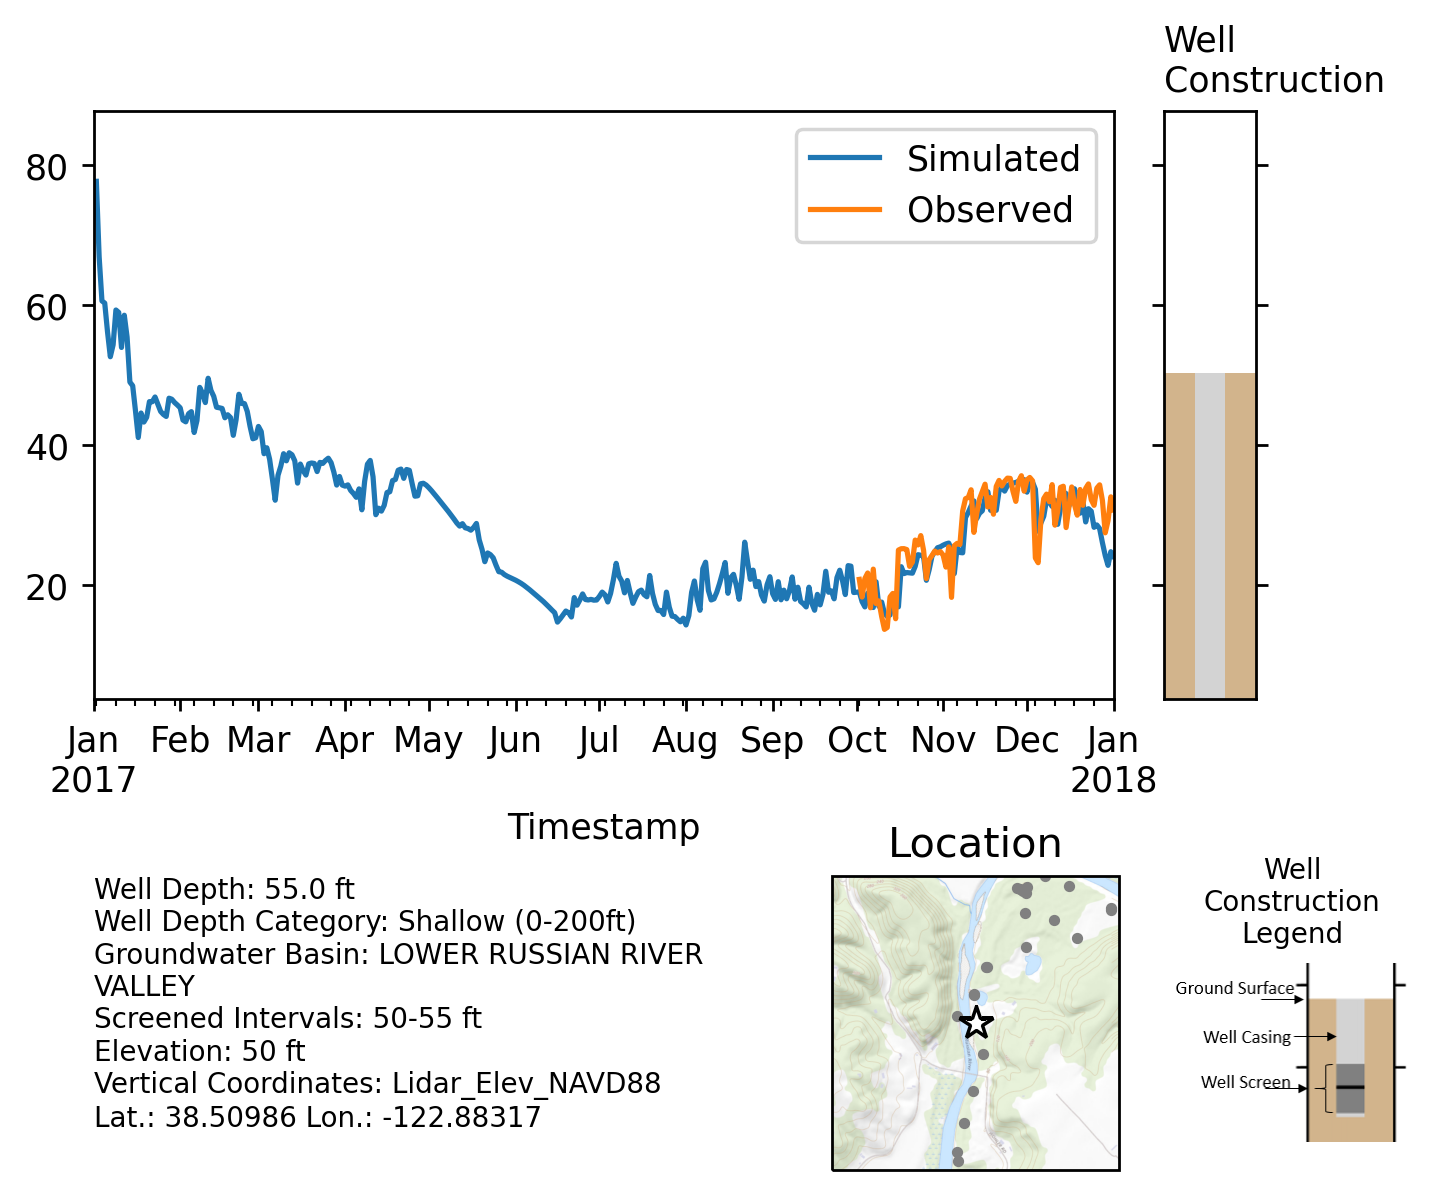 Well
Construction
80
60
40
20
Simulated
Observed
Jan Feb Mar Apr May Jun Jul Aug Sep Oct Nov Dec Jan
2017 2018
Timestamp
Well Depth: 55.0 ft
Well Depth Category: Shallow (0-200ft)
Groundwater Basin: LOWER RUSSIAN RIVER
VALLEY
Screened Intervals: 50-55 ft
Elevation: 50 ft
Vertical Coordinates: Lidar_Elev_NAVD88
Lat.: 38.50986 Lon.: -122.88317
Location
Well
Construction
Legend
Ground Surface
Well Casing
Well Screen